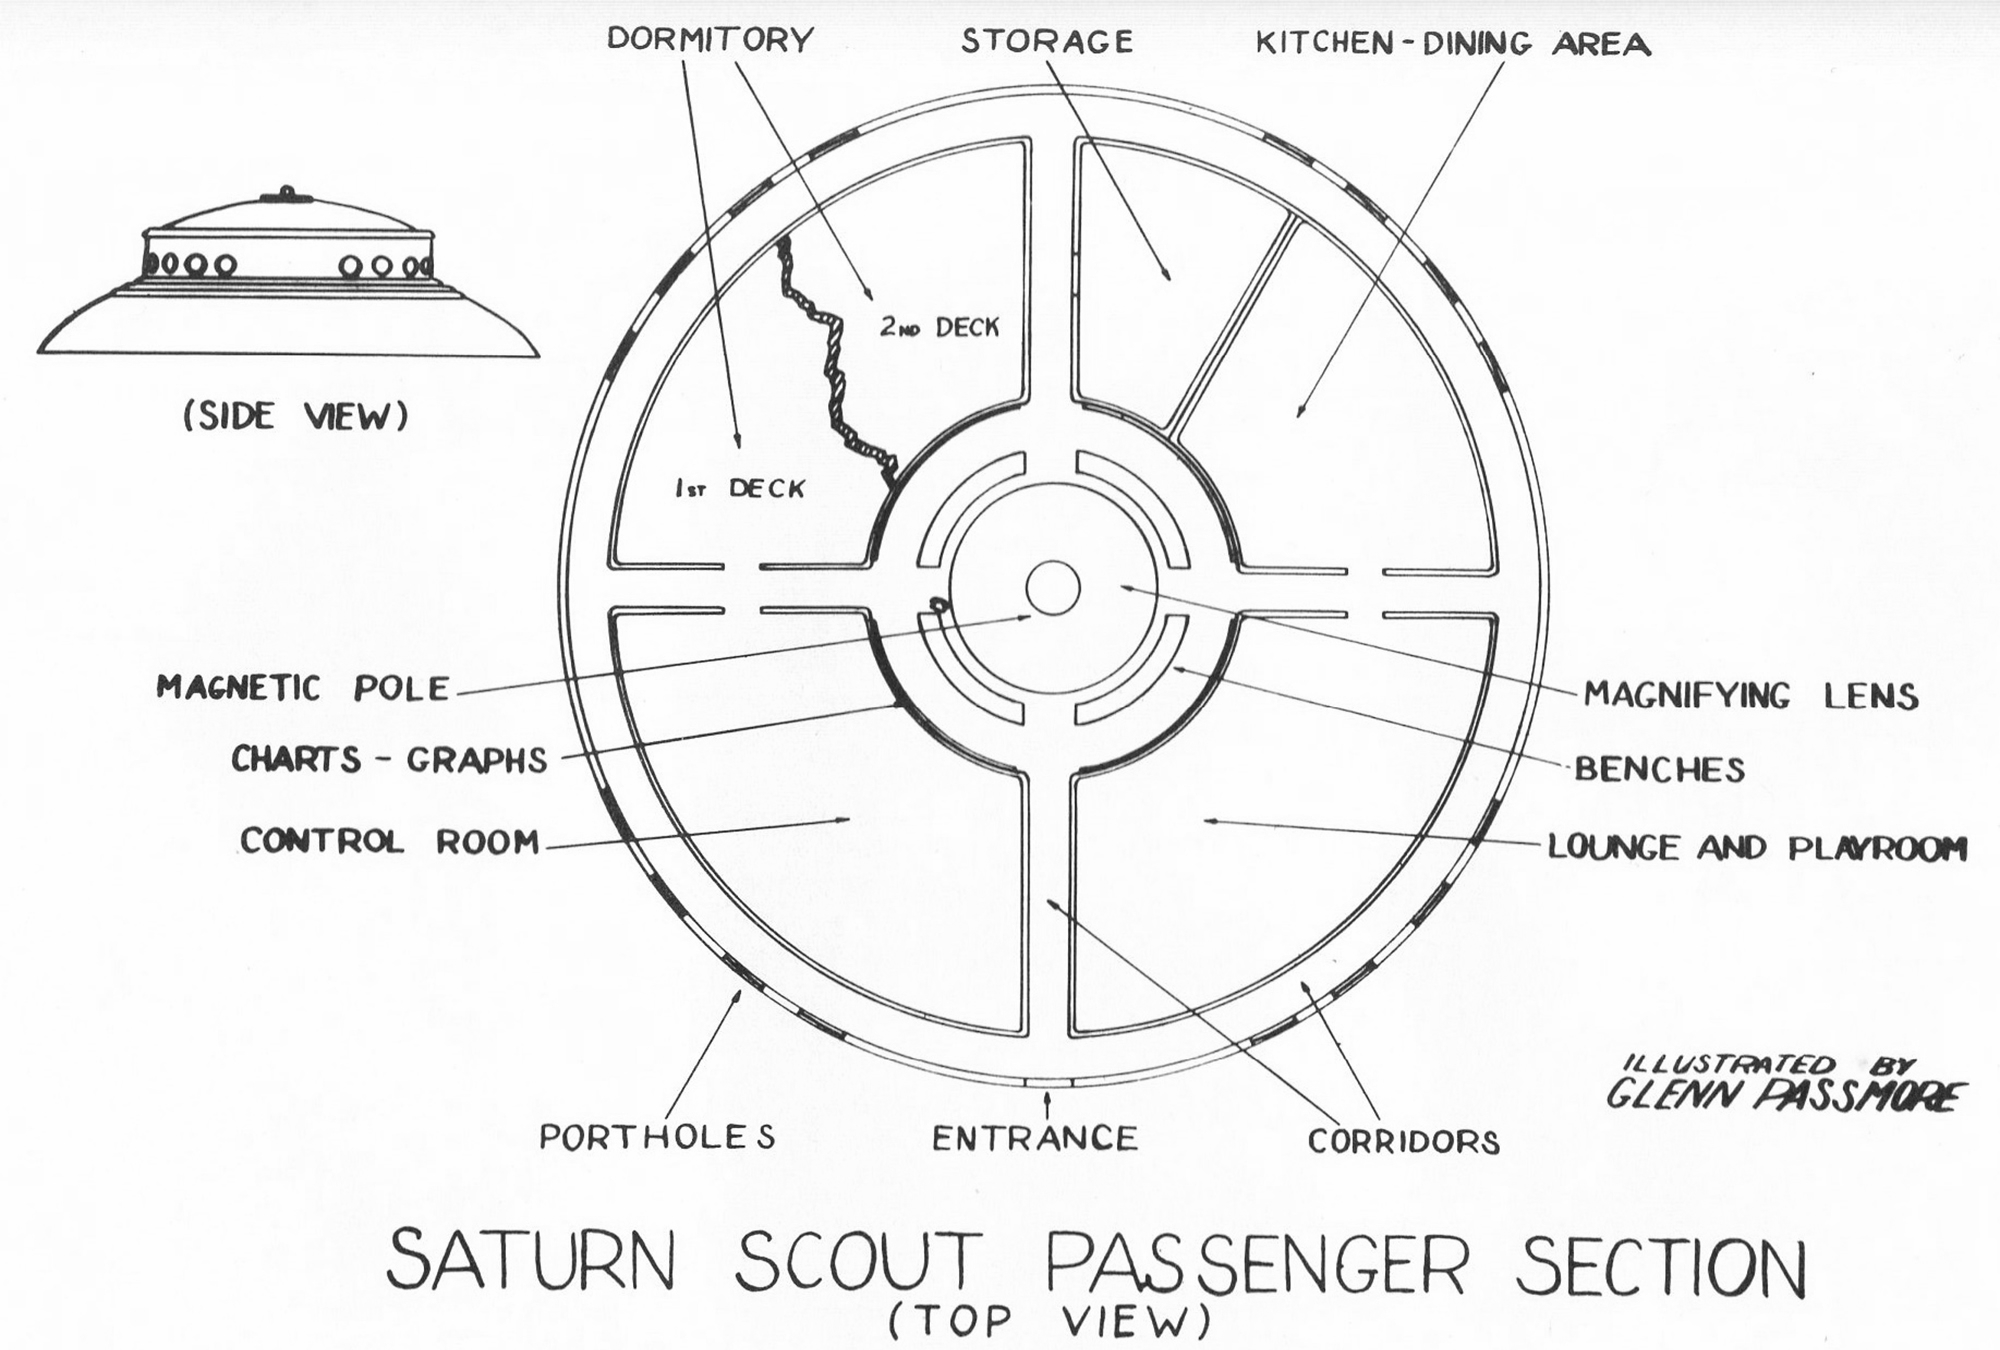 DORMITORY
STORAGE
KITCHEN - DINING AREA
2ND DECK
(SIDE VIEW)
1ST DECK
MAGNETIC POLE
MAGNIFYING LENS
CHARTS - GRAPHS
BENCHES
CONTROL ROOM
LOUNGE AND PLAYROOM
ILLUSTRATED BY
GLENN PASSMORE
PORTHOLES
ENTRANCE
CORRIDORS
SATURN SCOUT PASSENGER SECTION
(TOP VIEW)